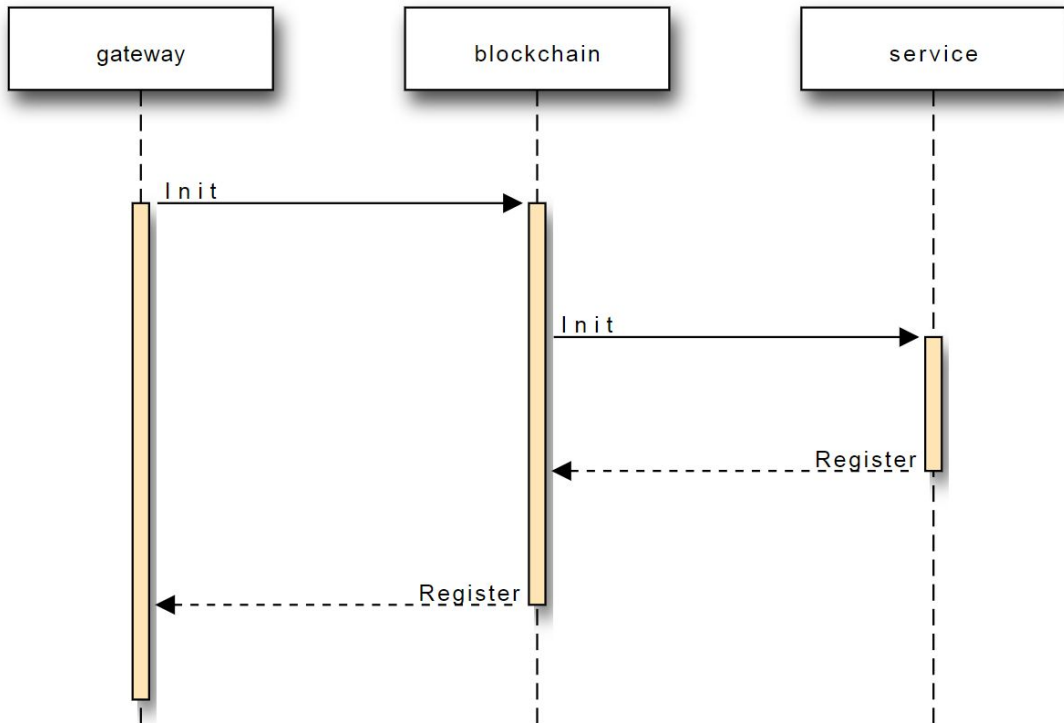 gateway
blockchain
service
Init
Init
Register
Register